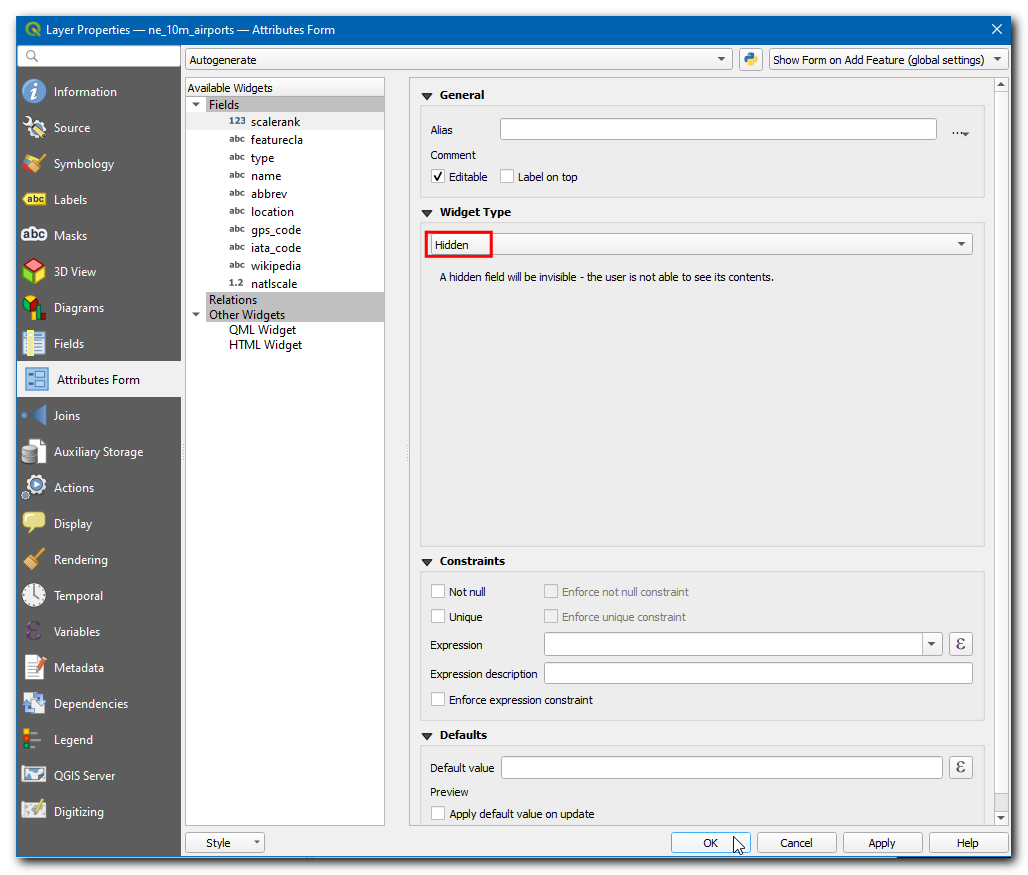 Layer Properties — ne_10m_airports — Attributes Form
Autogenerate
Show Form on Add Feature (global settings)
Information
Source
Symbology
abc Labels
abc Masks
3D View
Diagrams
Fields
Attributes Form
Joins
Auxiliary Storage
Actions
Display
Rendering
Temporal
ε Variables
Metadata
Dependencies
Legend
QGIS Server
Digitizing
Available Widgets
Fields
123 scalerank
abc featurecla
abc type
abc name
abc abbrev
abc location
abc gps_code
abc iata_code
abc wikipedia
1.2 natlscale
Relations
Other Widgets
QML Widget
HTML Widget
General
Alias
...
Comment
Editable Label on top
Widget Type
Hidden
A hidden field will be invisible - the user is not able to see its contents.
Constraints
Not null Enforce not null constraint
Unique Enforce unique constraint
Expression ε
Expression description
Enforce expression constraint
Defaults
Default value ε
Preview
Apply default value on update
Style OK Cancel Apply Help